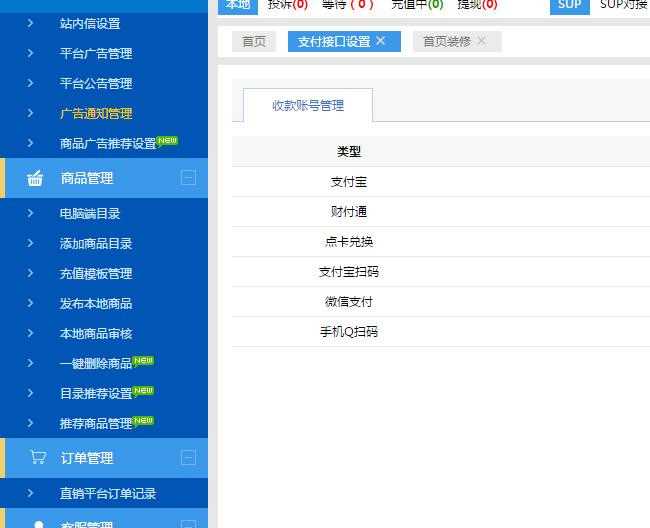 本地 投诉(0) 等待 ( 0 ) 充值中(0) 提现(0) SUP SUP对接
首页 支付接口设置 × 首页装修 ×
收款账号管理
类型
支付宝
财付通
点卡兑换
支付宝扫码
微信支付
手机Q扫码
站内信设置
平台广告管理
平台公告管理
广告通知管理
商品广告推荐设置 NEW
商品管理
电脑端目录
添加商品目录
充值模板管理
发布本地商品
本地商品审核
一键删除商品 NEW
目录推荐设置 NEW
推荐商品管理 NEW
订单管理
直销平台订单记录
客服管理